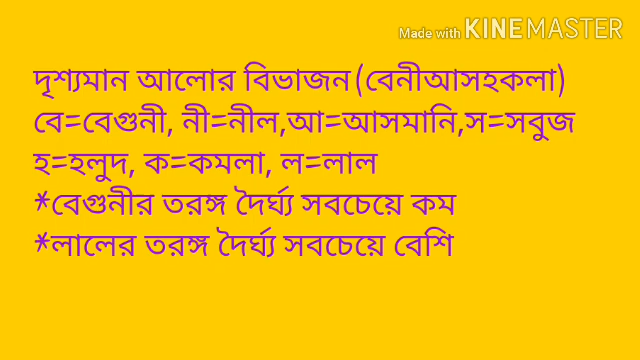 Made with KINEMASTER
দৃশ্যমান আলোর বিভাজন(বেনীআসহকলা)
বে=বেগুনী, নী=নীল,আ=আসমানি,স=সবুজ
হ=হলুদ, ক=কমলা, ল=লাল
*বেগুনীর তরঙ্গ দৈর্ঘ্য সবচেয়ে কম
*লালের তরঙ্গ দৈর্ঘ্য সবচেয়ে বেশি